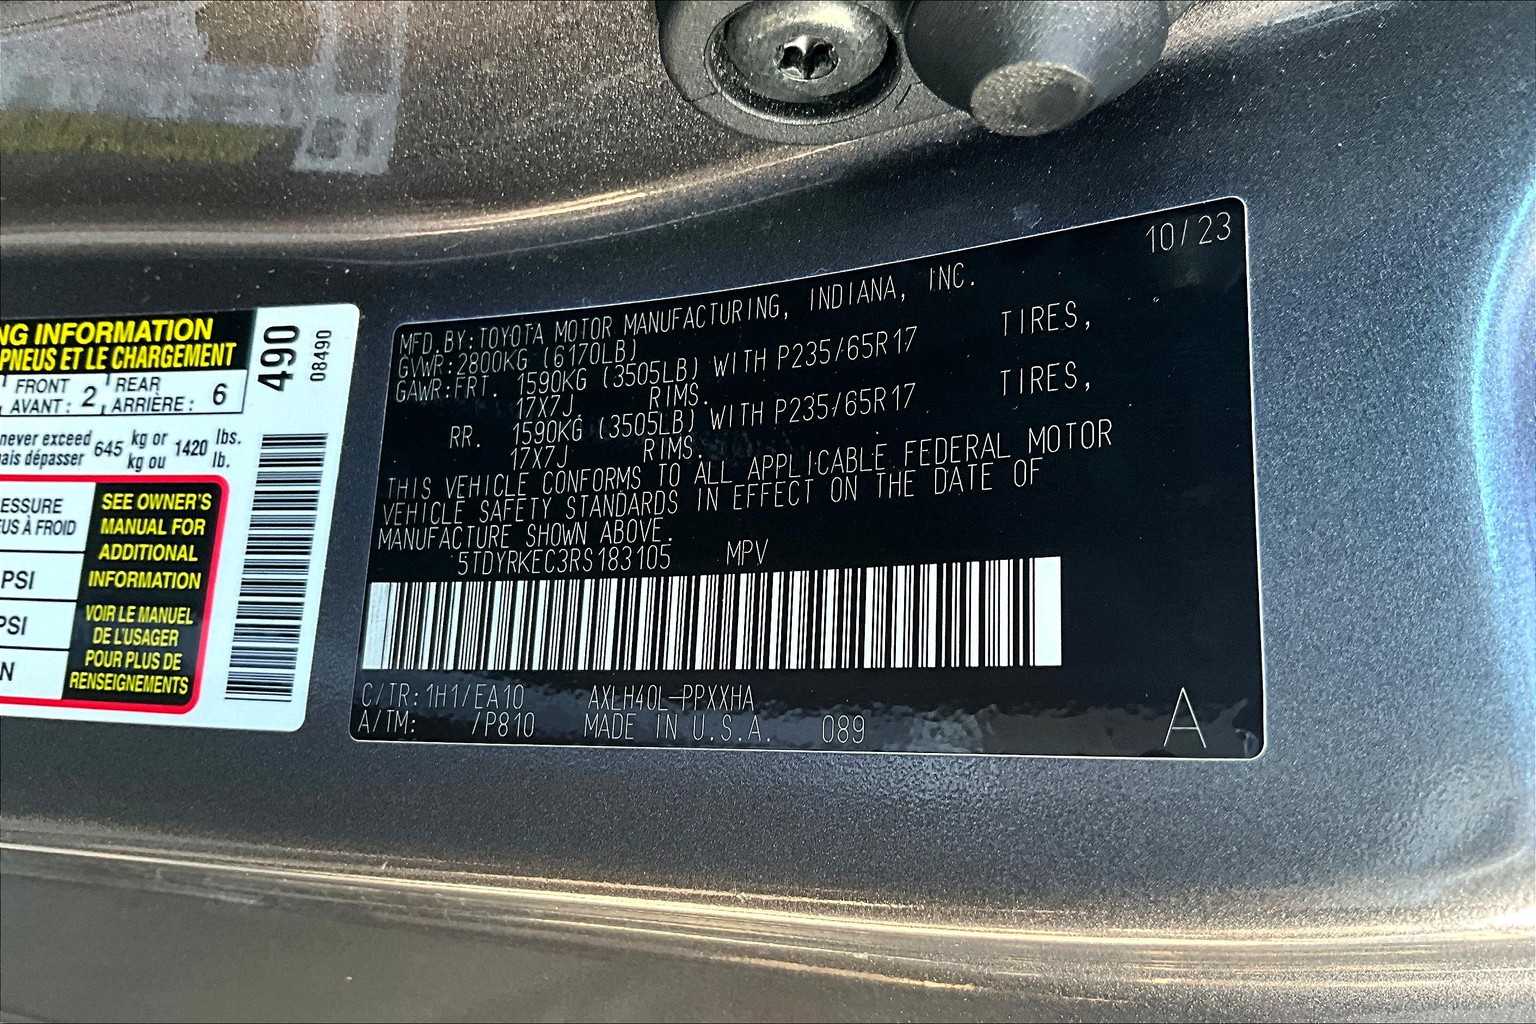 NG INFORMATION
PNEUS ET LE CHARGEMENT
FRONT 2 REAR 6
AVANT : ARRIÈRE :
never exceed 645 kg or 1420 lbs.
mais dépasser kg ou lb.
ESSURE
EUS À FROID
PSI
PSI
N
SEE OWNER'S
MANUAL FOR
ADDITIONAL
INFORMATION
VOIR LE MANUEL
DE L'USAGER
POUR PLUS DE
RENSEIGNEMENTS
490
08490
10/23
MFD.BY:TOYOTA MOTOR MANUFACTURING, INDIANA, INC.
GVWR:2800KG (6170LB)
GAWR:FRT. 1590KG (3505LB) WITH P235/65R17 TIRES,
17X7J RIMS.
RR. 1590KG (3505LB) WITH P235/65R17 TIRES,
17X7J RIMS.
THIS VEHICLE CONFORMS TO ALL APPLICABLE FEDERAL MOTOR
VEHICLE SAFETY STANDARDS IN EFFECT ON THE DATE OF
MANUFACTURE SHOWN ABOVE.
5TDYRKEC3RS183105 MPV
C/TR:1H1/EA10 AXLH40L-PPXXHA
A/TM: /P810 MADE IN U.S.A. 089
A